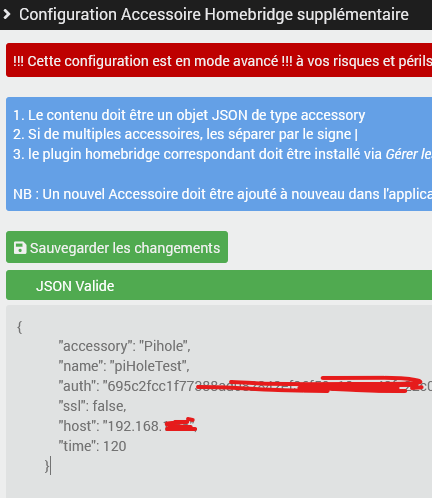 Configuration Accessoire Homebridge supplémentaire
!!! Cette configuration est en mode avancé !!! à vos risques et périls
1. Le contenu doit être un objet JSON de type accessory
2. Si de multiples accessoires, les séparer par le signe |
3. le plugin homebridge correspondant doit être installé via Gérer le
NB : Un nouvel Accessoire doit être ajouté à nouveau dans l'applica
Sauvegarder les changements
JSON Valide
{
"accessory": "Pihole",
"name": "piHoleTest",
"auth": "695c2fcc1f77
"ssl": false,
"host": "192.168.
"time": 120
}